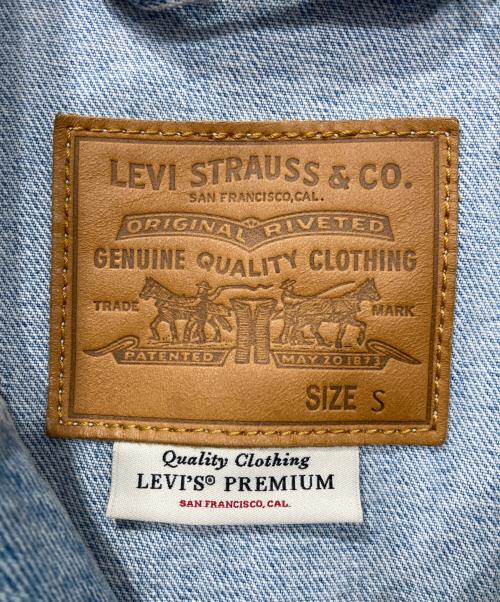 LEVI STRAUSS & CO.
SAN FRANCISCO, CAL.
ORIGINAL RIVETED
GENUINE QUALITY CLOTHING
TRADE MARK
PATENTED MAY 20 1873
SIZE S
Quality Clothing
LEVI'S® PREMIUM
SAN FRANCISCO, CAL.